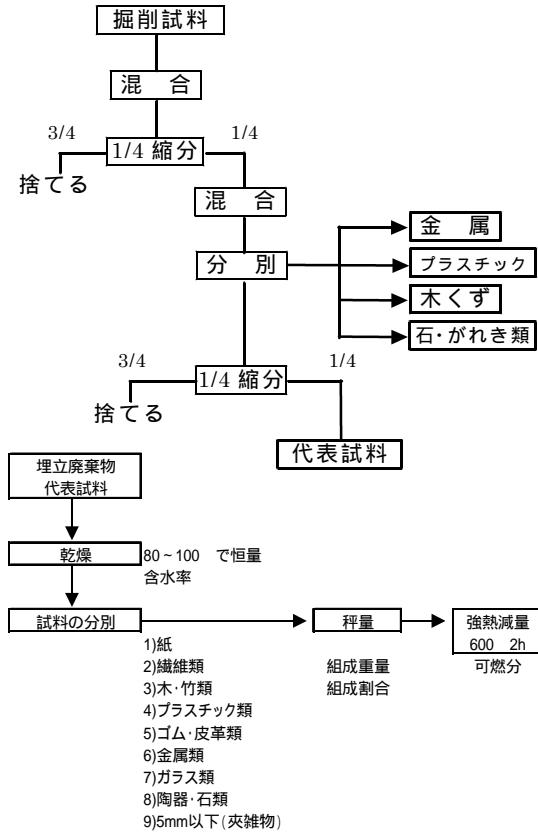 掘削試料
混　合
3/4
1/4 縮分
1/4
捨てる
混　合
分　別
金　属
プラスチック
木くず
石・がれき類
3/4
1/4 縮分
1/4
捨てる
代表試料
埋立廃棄物
代表試料
乾燥
80~100　で恒量
含水率
試料の分別
秤量
強熱減量
600　2h
1)紙
2)繊維類
3)木・竹類
4)プラスチック類
5)ゴム・皮革類
6)金属類
7)ガラス類
8)陶器・石類
9)5mm以下(夾雑物)
組成重量
組成割合
可燃分